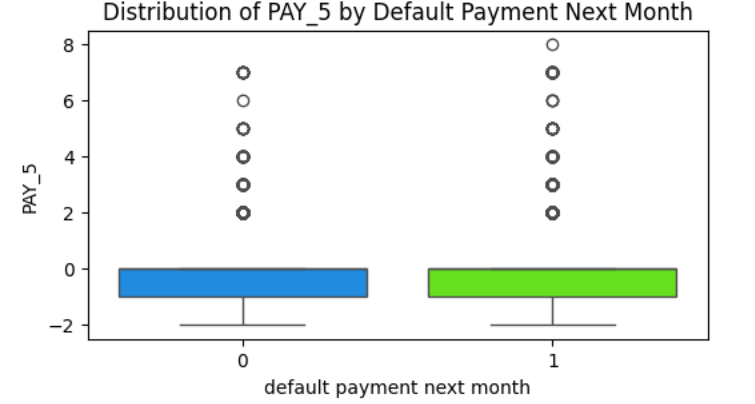 Distribution of PAY_5 by Default Payment Next Month
8
6
4
2
0
−2
PAY_5
0 1
default payment next month